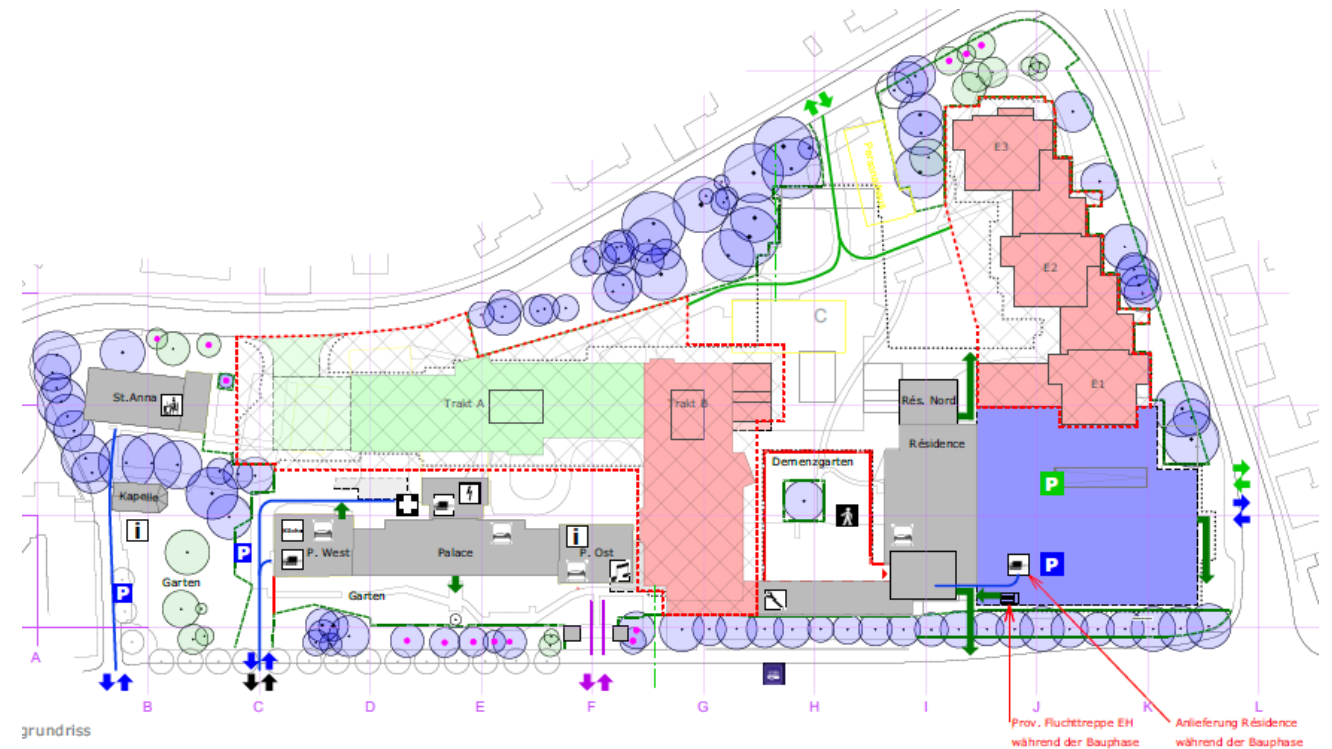 E3
E2
C
St.Anna
Trakt A
Trakt B
E1
Rés. Nord
Résidence
Demenzgarten
P
Kapelle
i
P. West
Palace
i
P. Ost
P
P
P
Garten
Garten
A
B
C
D
E
F
G
H
I
J
K
L
grundriss
Prov. Fluchttreppe EH
während der Bauphase
Anlieferung Résidence
während der Bauphase